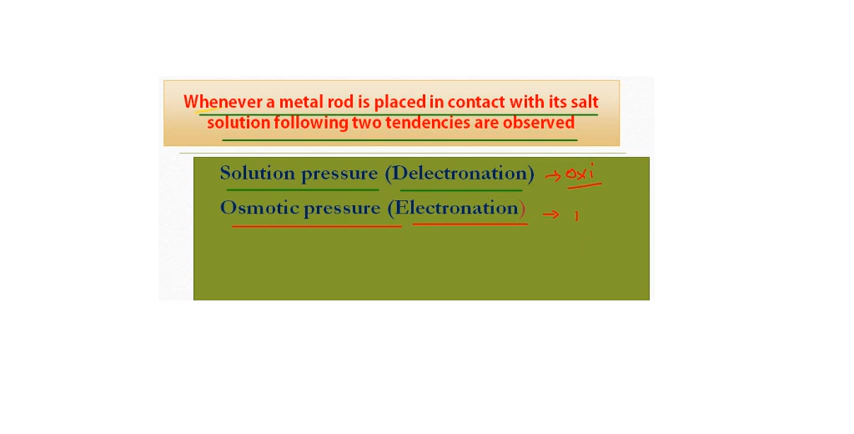 Whenever a metal rod is placed in contact with its salt
solution following two tendencies are observed
Solution pressure (Delectronation) → oxi
Osmotic pressure (Electronation) →